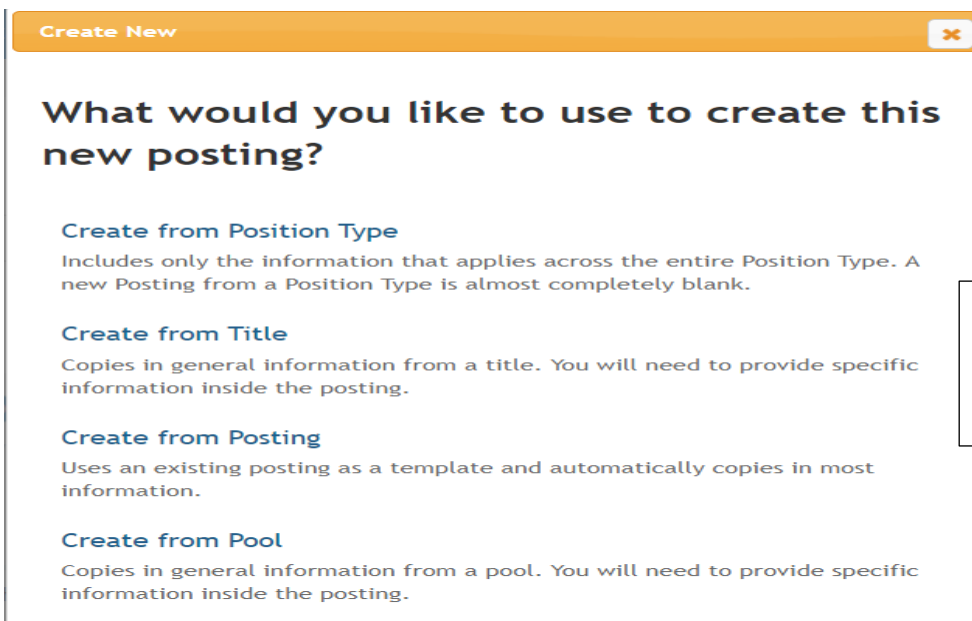 Create New
What would you like to use to create this
new posting?
Create from Position Type
Includes only the information that applies across the entire Position Type. A
new Posting from a Position Type is almost completely blank.
Create from Title
Copies in general information from a title. You will need to provide specific
information inside the posting.
Create from Posting
Uses an existing posting as a template and automatically copies in most
information.
Create from Pool
Copies in general information from a pool. You will need to provide specific
information inside the posting.